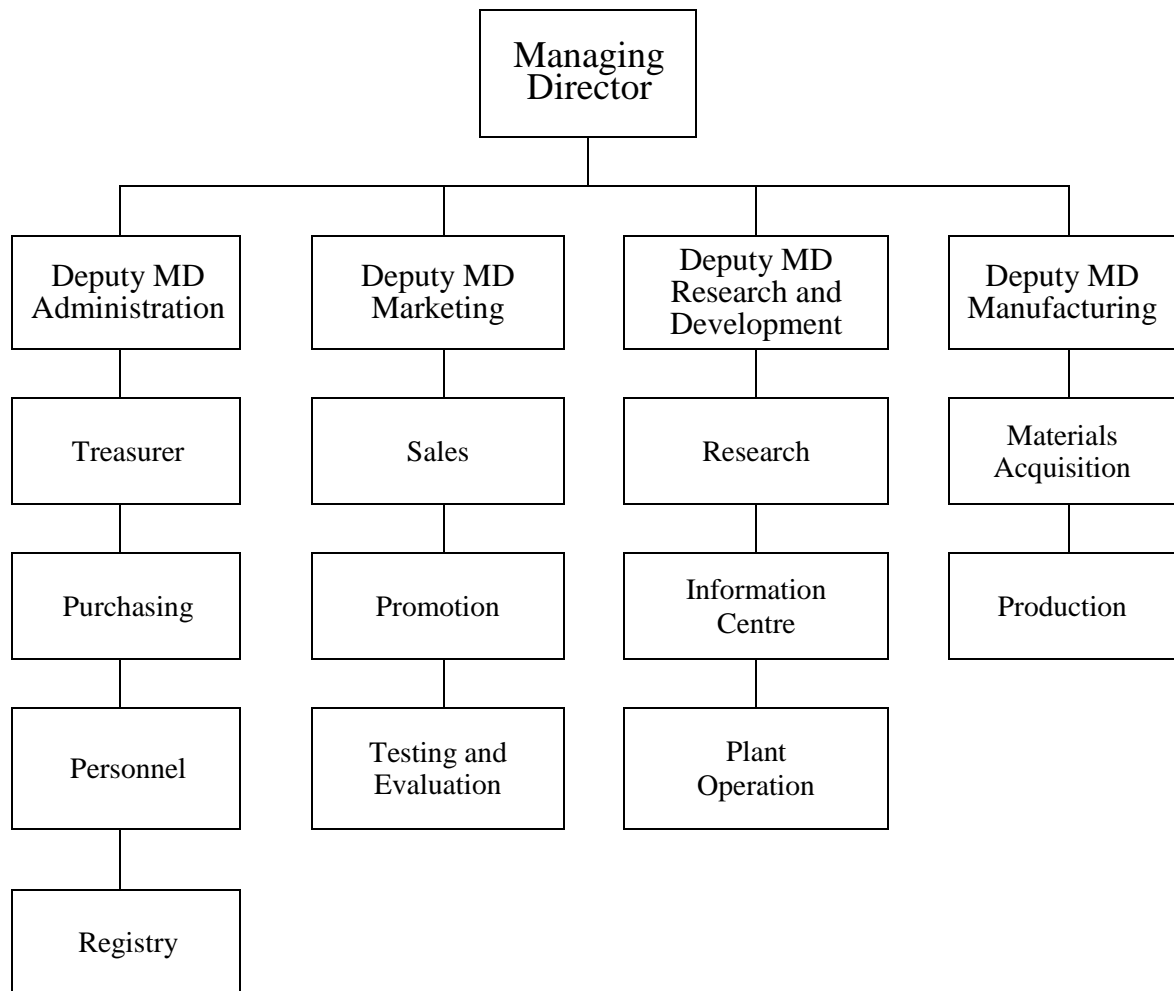 Managing
Director
Deputy MD
Administration
Deputy MD
Marketing
Deputy MD
Research and
Development
Deputy MD
Manufacturing
Treasurer
Sales
Research
Materials
Acquisition
Purchasing
Promotion
Information
Centre
Production
Personnel
Testing and
Evaluation
Plant
Operation
Registry